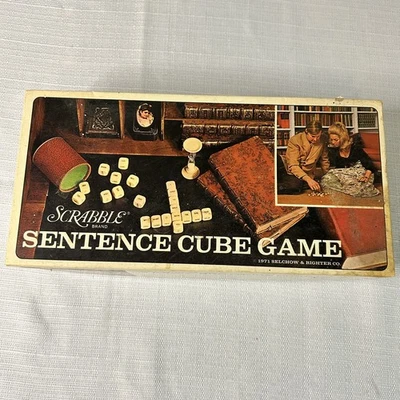 SCRABBLE®
BRAND
SENTENCE CUBE GAME
© 1971 SELCHOW & RIGHTER CO.